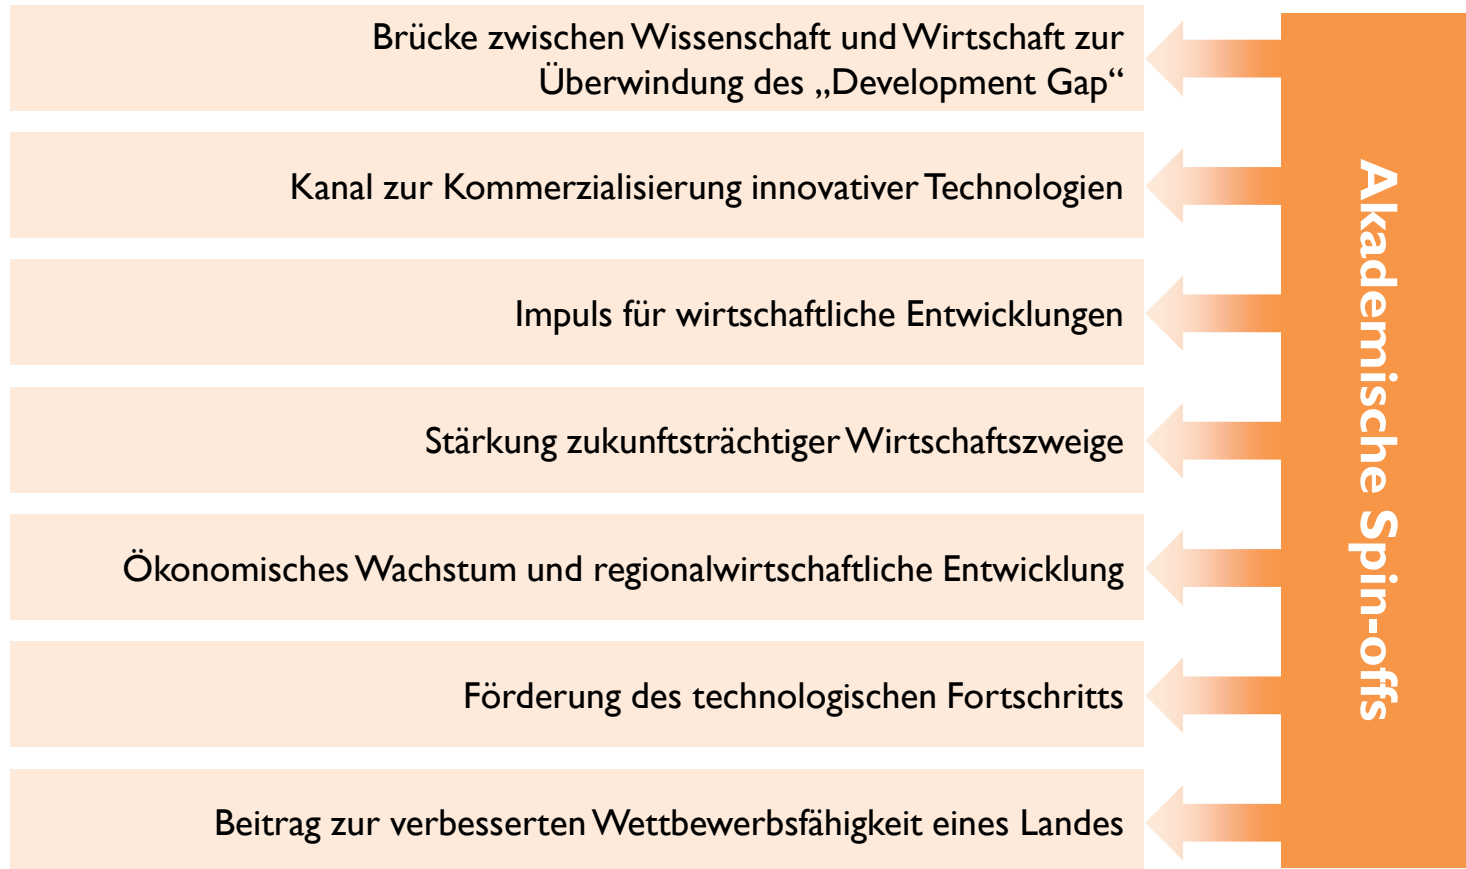 Brücke zwischen Wissenschaft und Wirtschaft zur
Überwindung des „Development Gap“
Kanal zur Kommerzialisierung innovativer Technologien
Impuls für wirtschaftliche Entwicklungen
Stärkung zukunftsträchtiger Wirtschaftszweige
Ökonomisches Wachstum und regionalwirtschaftliche Entwicklung
Förderung des technologischen Fortschritts
Beitrag zur verbesserten Wettbewerbsfähigkeit eines Landes
Akademische Spin-offs